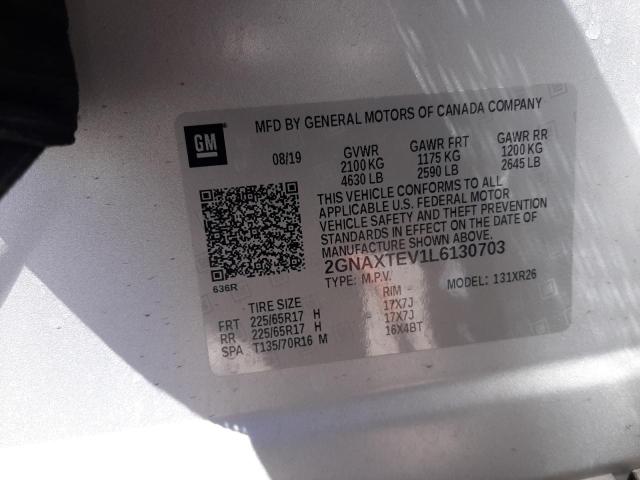 MFD BY GENERAL MOTORS OF CANADA COMPANY
GM
08/19
GVWR
2100 KG
4630 LB
GAWR FRT
1175 KG
2590 LB
GAWR RR
1200 KG
2645 LB
THIS VEHICLE CONFORMS TO ALL
APPLICABLE U.S. FEDERAL MOTOR
VEHICLE SAFETY AND THEFT PREVENTION
STANDARDS IN EFFECT ON THE DATE OF
MANUFACTURE SHOWN ABOVE.
2GNAXTEV1L6130703
TYPE: M.P.V. MODEL: 131XR26
636R
TIRE SIZE RIM
FRT 225/65R17 H 17X7J
RR 225/65R17 H 17X7J
SPA T135/70R16 M 16X4BT